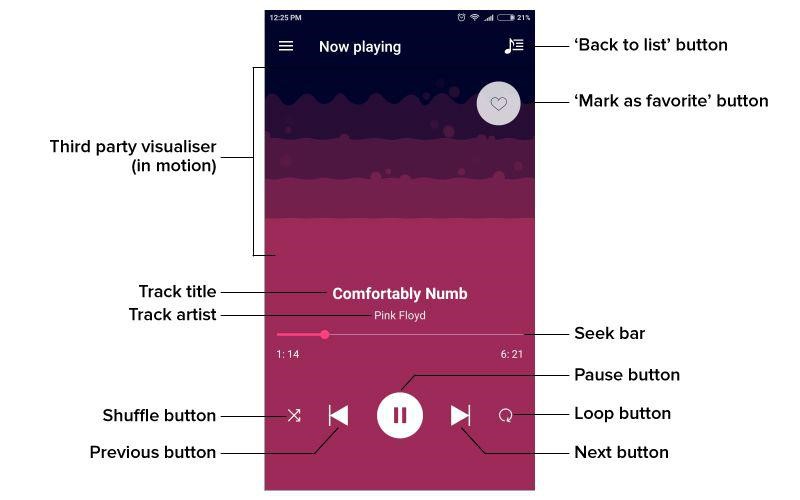 12:25 PM
21%
Now playing
‘Back to list’ button
‘Mark as favorite’ button
Third party visualiser
(in motion)
Track title
Comfortably Numb
Track artist
Pink Floyd
Seek bar
1: 14
6: 21
Pause button
Shuffle button
Loop button
Previous button
Next button